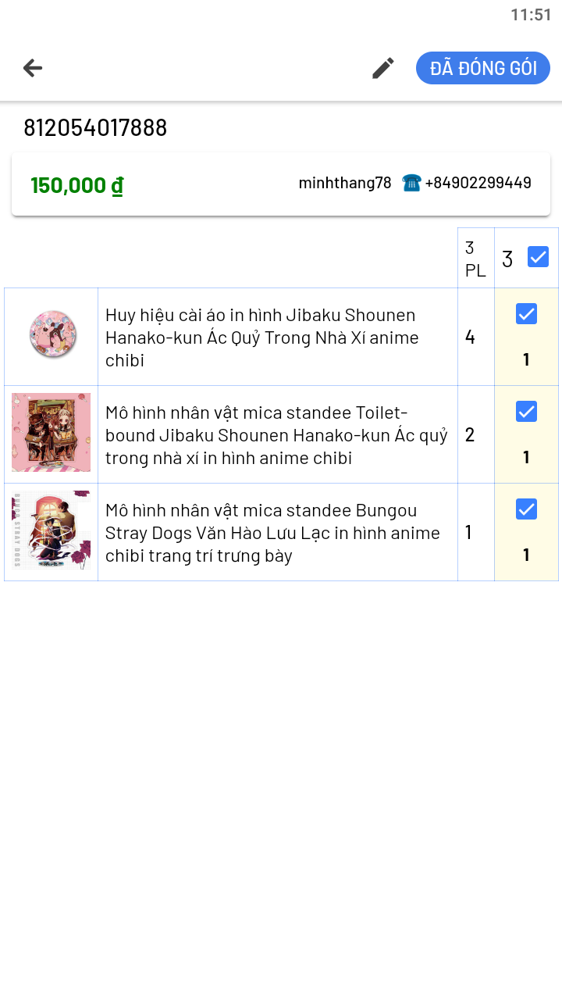 11:51
ĐÃ ĐÓNG GÓI
812054017888
150,000 ₫
minhthang78 ☎ +84902299449
3
PL
3
Huy hiệu cài áo in hình Jibaku Shounen
Hanako-kun Ác Quỷ Trong Nhà Xí anime
chibi
4
1
Mô hình nhân vật mica standee Toilet-
bound Jibaku Shounen Hanako-kun Ác quỷ
trong nhà xí in hình anime chibi
2
1
BUNGO STRAY DOGS
Mô hình nhân vật mica standee Bungou
Stray Dogs Văn Hào Lưu Lạc in hình anime
chibi trang trí trưng bày
1
1